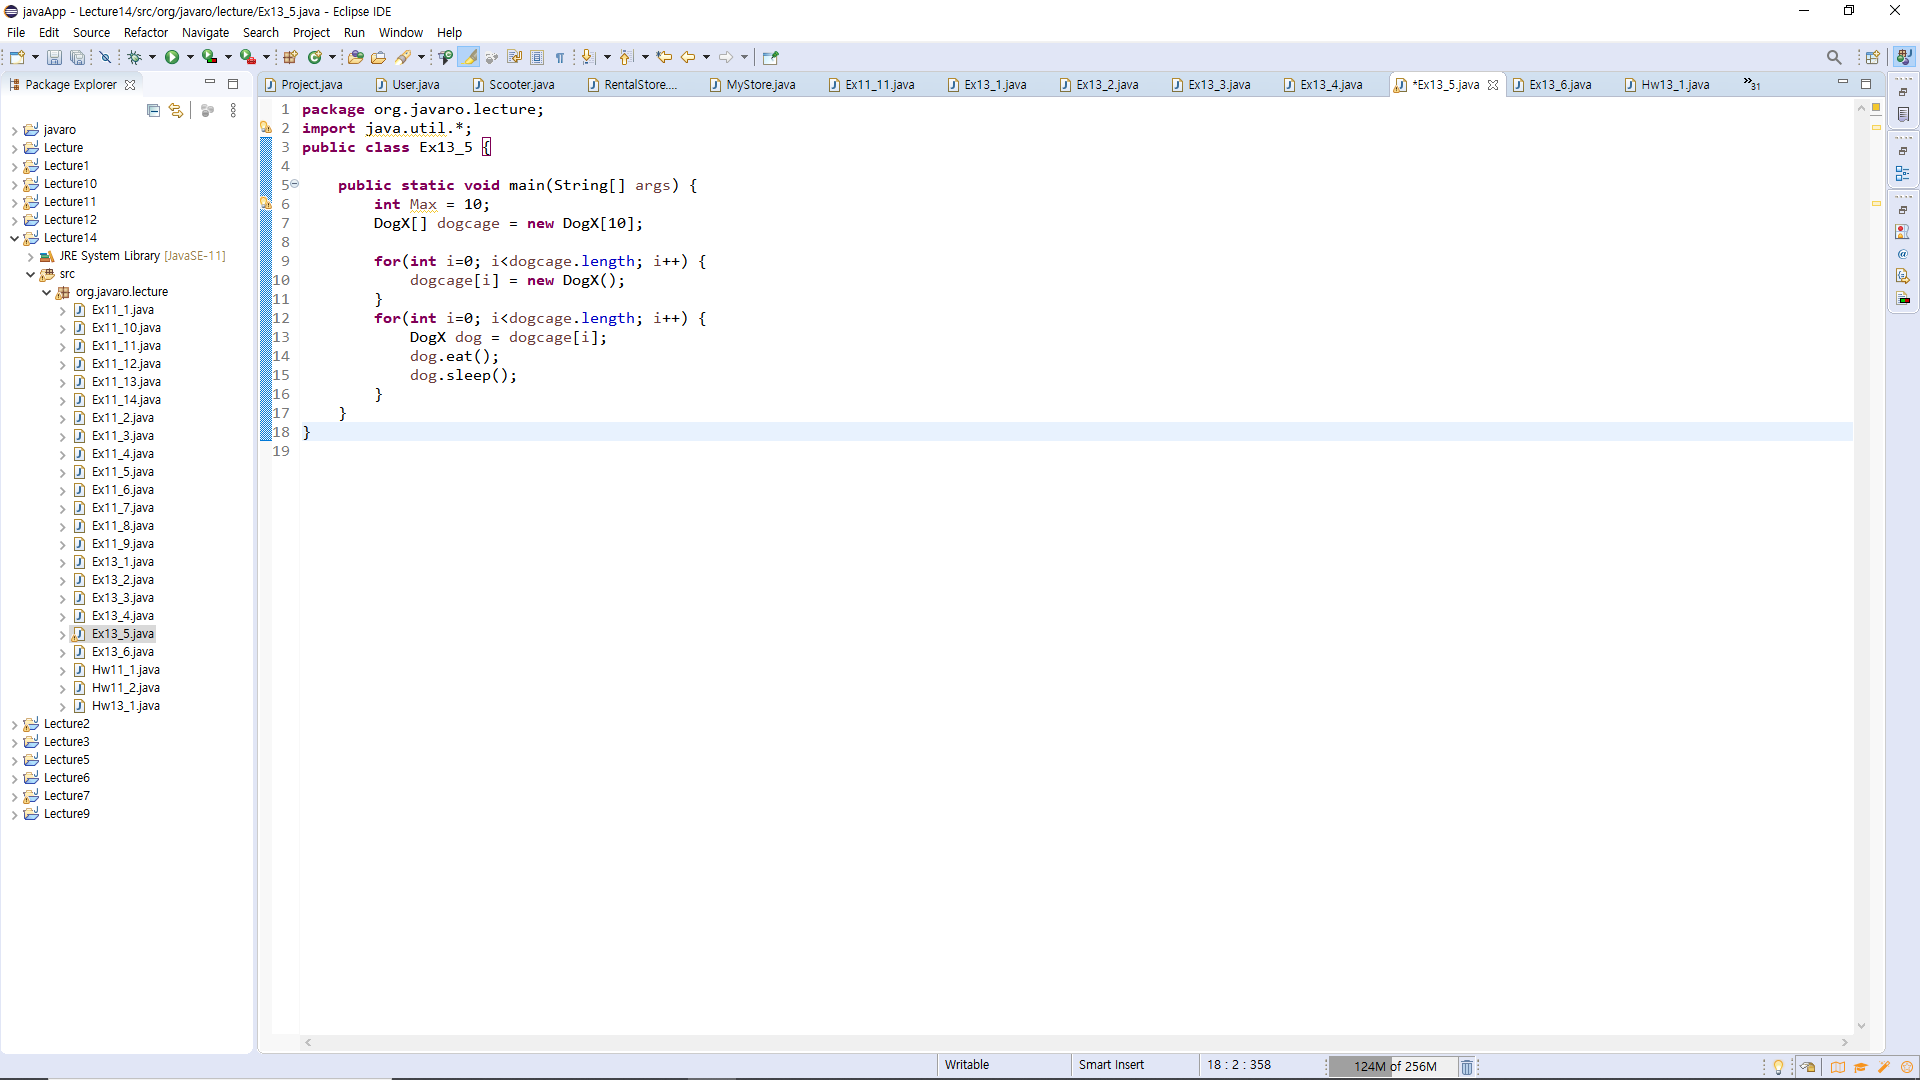 javaApp - Lecture14/src/org/javaro/lecture/Ex13_5.java - Eclipse IDE
File Edit Source Refactor Navigate Search Project Run Window Help
Package Explorer
Project.java User.java Scooter.java RentalStore.... MyStore.java Ex11_11.java Ex13_1.java Ex13_2.java Ex13_3.java Ex13_4.java *Ex13_5.java Ex13_6.java Hw13_1.java »31
javaro
Lecture
Lecture1
Lecture10
Lecture11
Lecture12
Lecture14
JRE System Library [JavaSE-11]
src
org.javaro.lecture
Ex11_1.java
Ex11_10.java
Ex11_11.java
Ex11_12.java
Ex11_13.java
Ex11_14.java
Ex11_2.java
Ex11_3.java
Ex11_4.java
Ex11_5.java
Ex11_6.java
Ex11_7.java
Ex11_8.java
Ex11_9.java
Ex13_1.java
Ex13_2.java
Ex13_3.java
Ex13_4.java
Ex13_5.java
Ex13_6.java
Hw11_1.java
Hw11_2.java
Hw13_1.java
Lecture2
Lecture3
Lecture5
Lecture6
Lecture7
Lecture9
1 package org.javaro.lecture;
2 import java.util.*;
3 public class Ex13_5 {
4
5 public static void main(String[] args) {
6 int Max = 10;
7 DogX[] dogcage = new DogX[10];
8
9 for(int i=0; i<dogcage.length; i++) {
10 dogcage[i] = new DogX();
11 }
12 for(int i=0; i<dogcage.length; i++) {
13 DogX dog = dogcage[i];
14 dog.eat();
15 dog.sleep();
16 }
17 }
18 }
19
Writable Smart Insert 18 : 2 : 358 124M of 256M